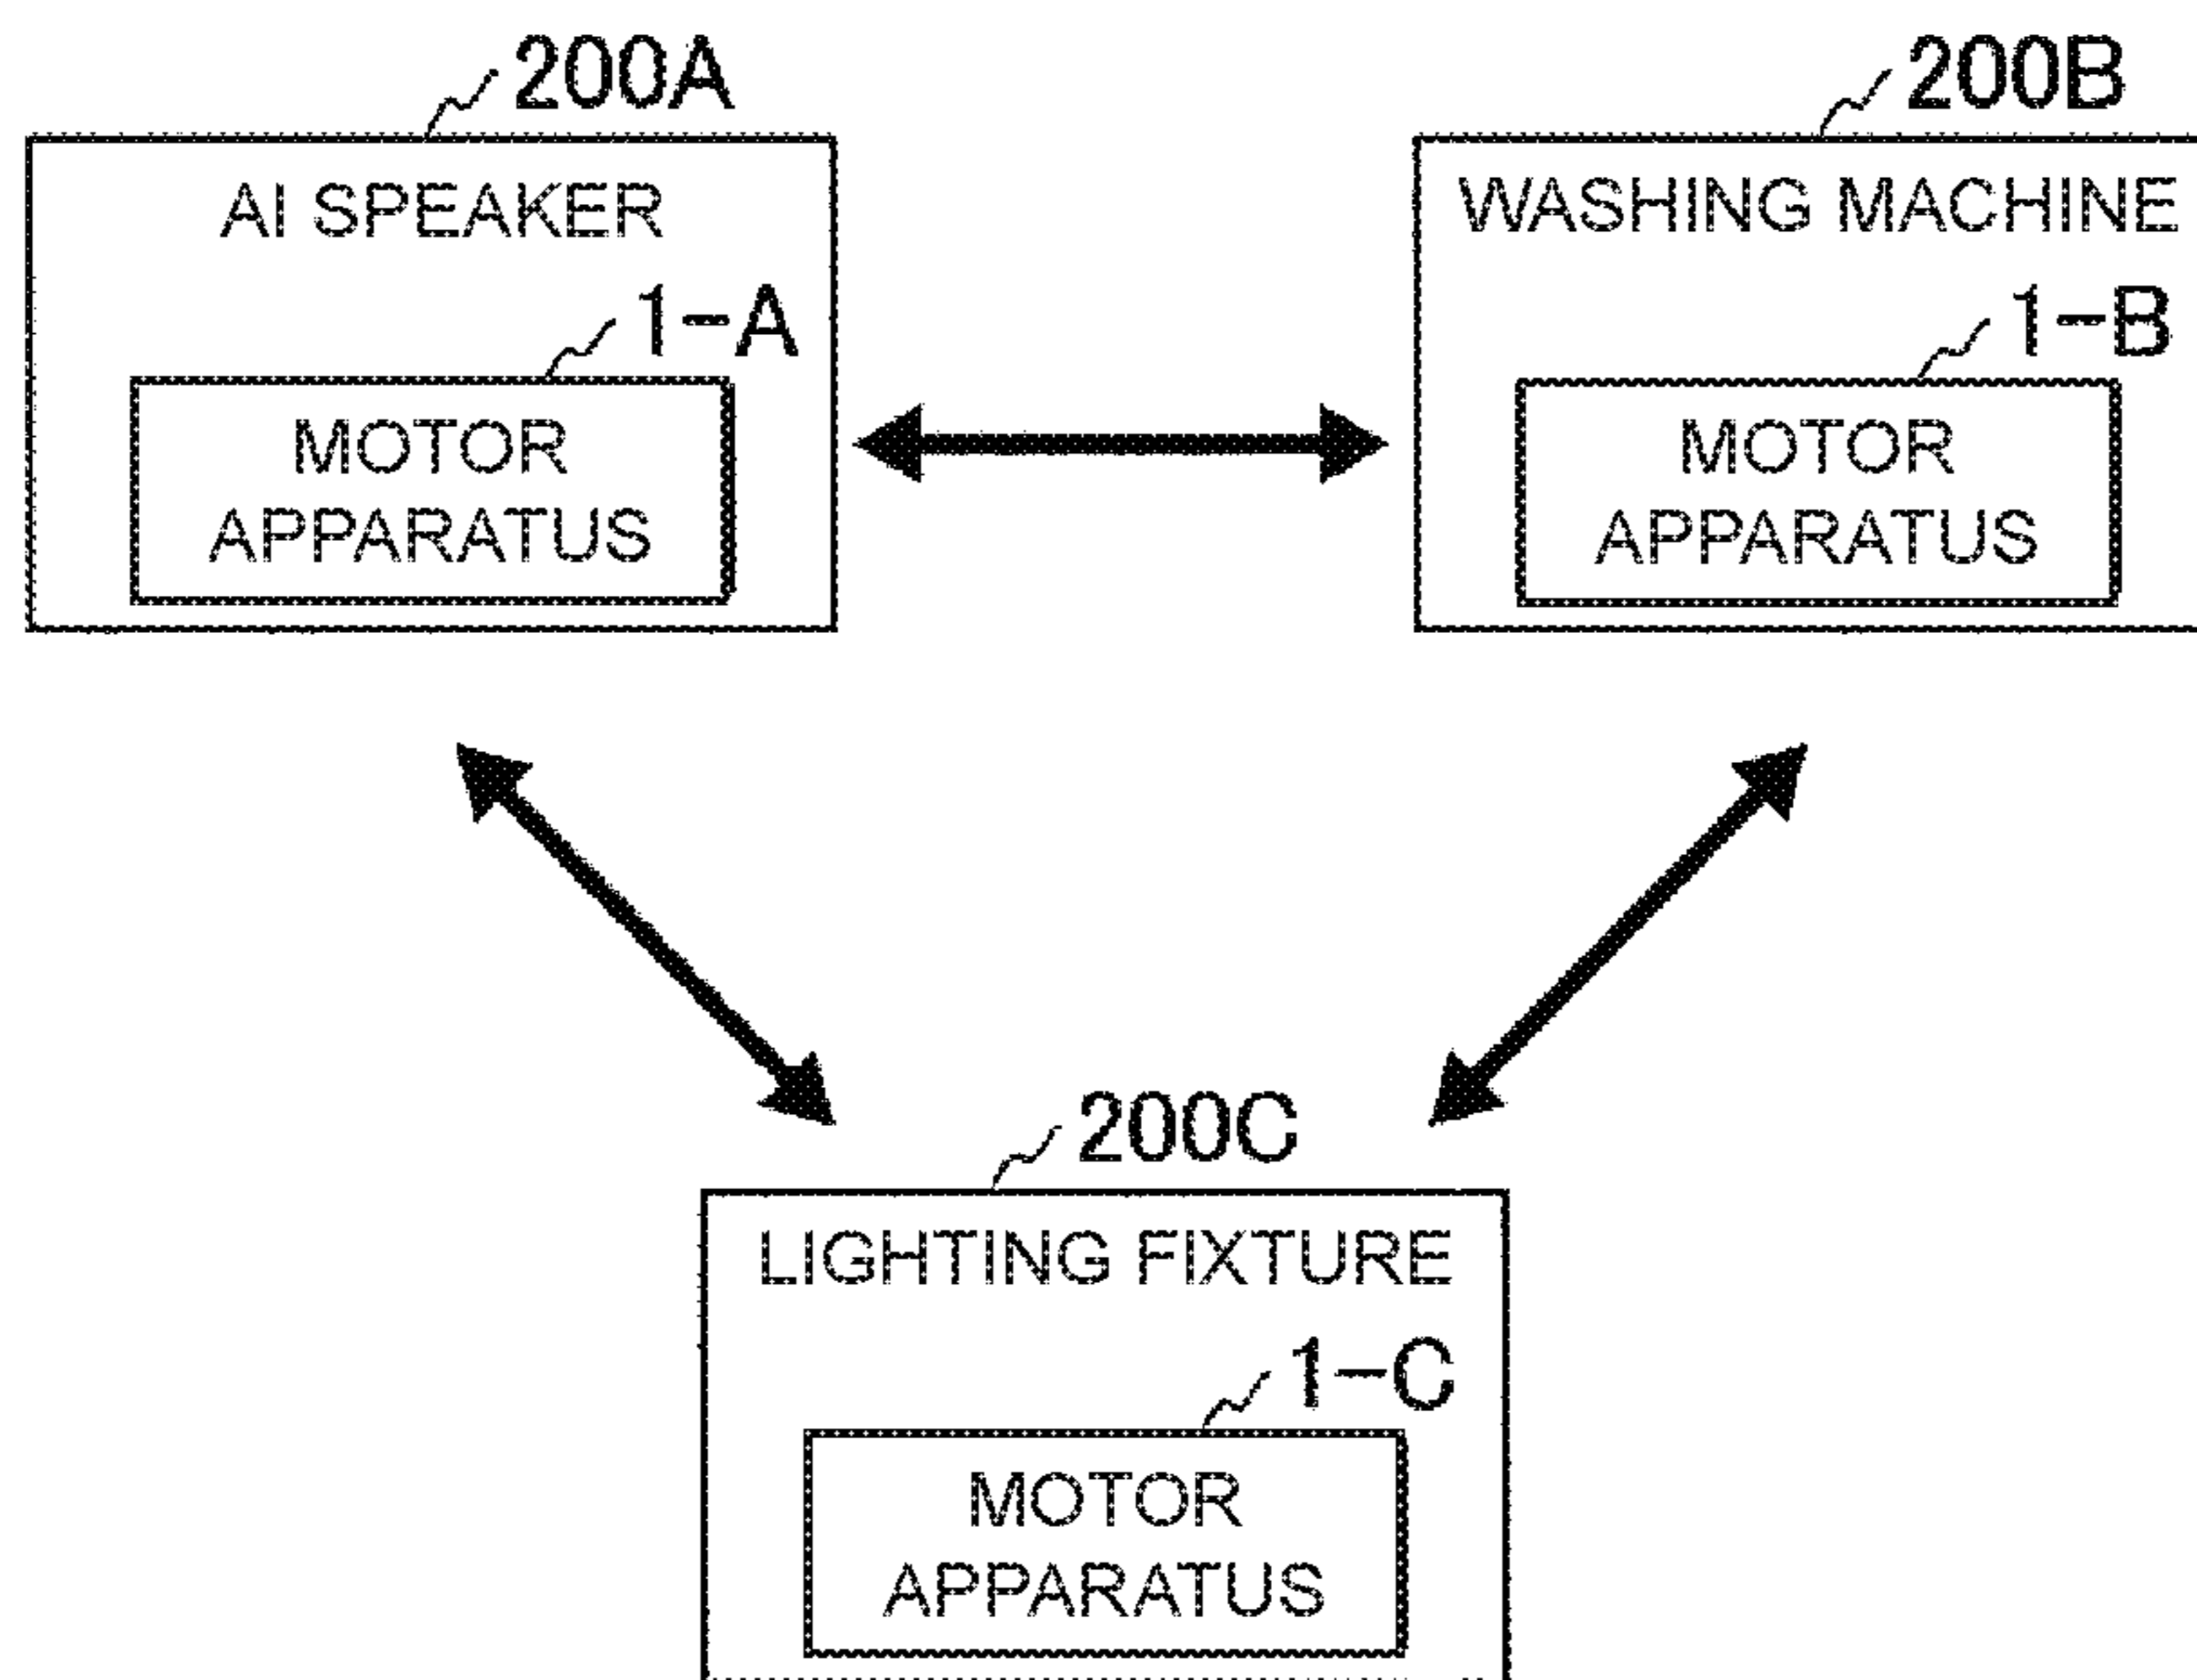 200A
AI SPEAKER
1-A
MOTOR
APPARATUS
200B
WASHING MACHINE
1-B
MOTOR
APPARATUS
200C
LIGHTING FIXTURE
1-C
MOTOR
APPARATUS